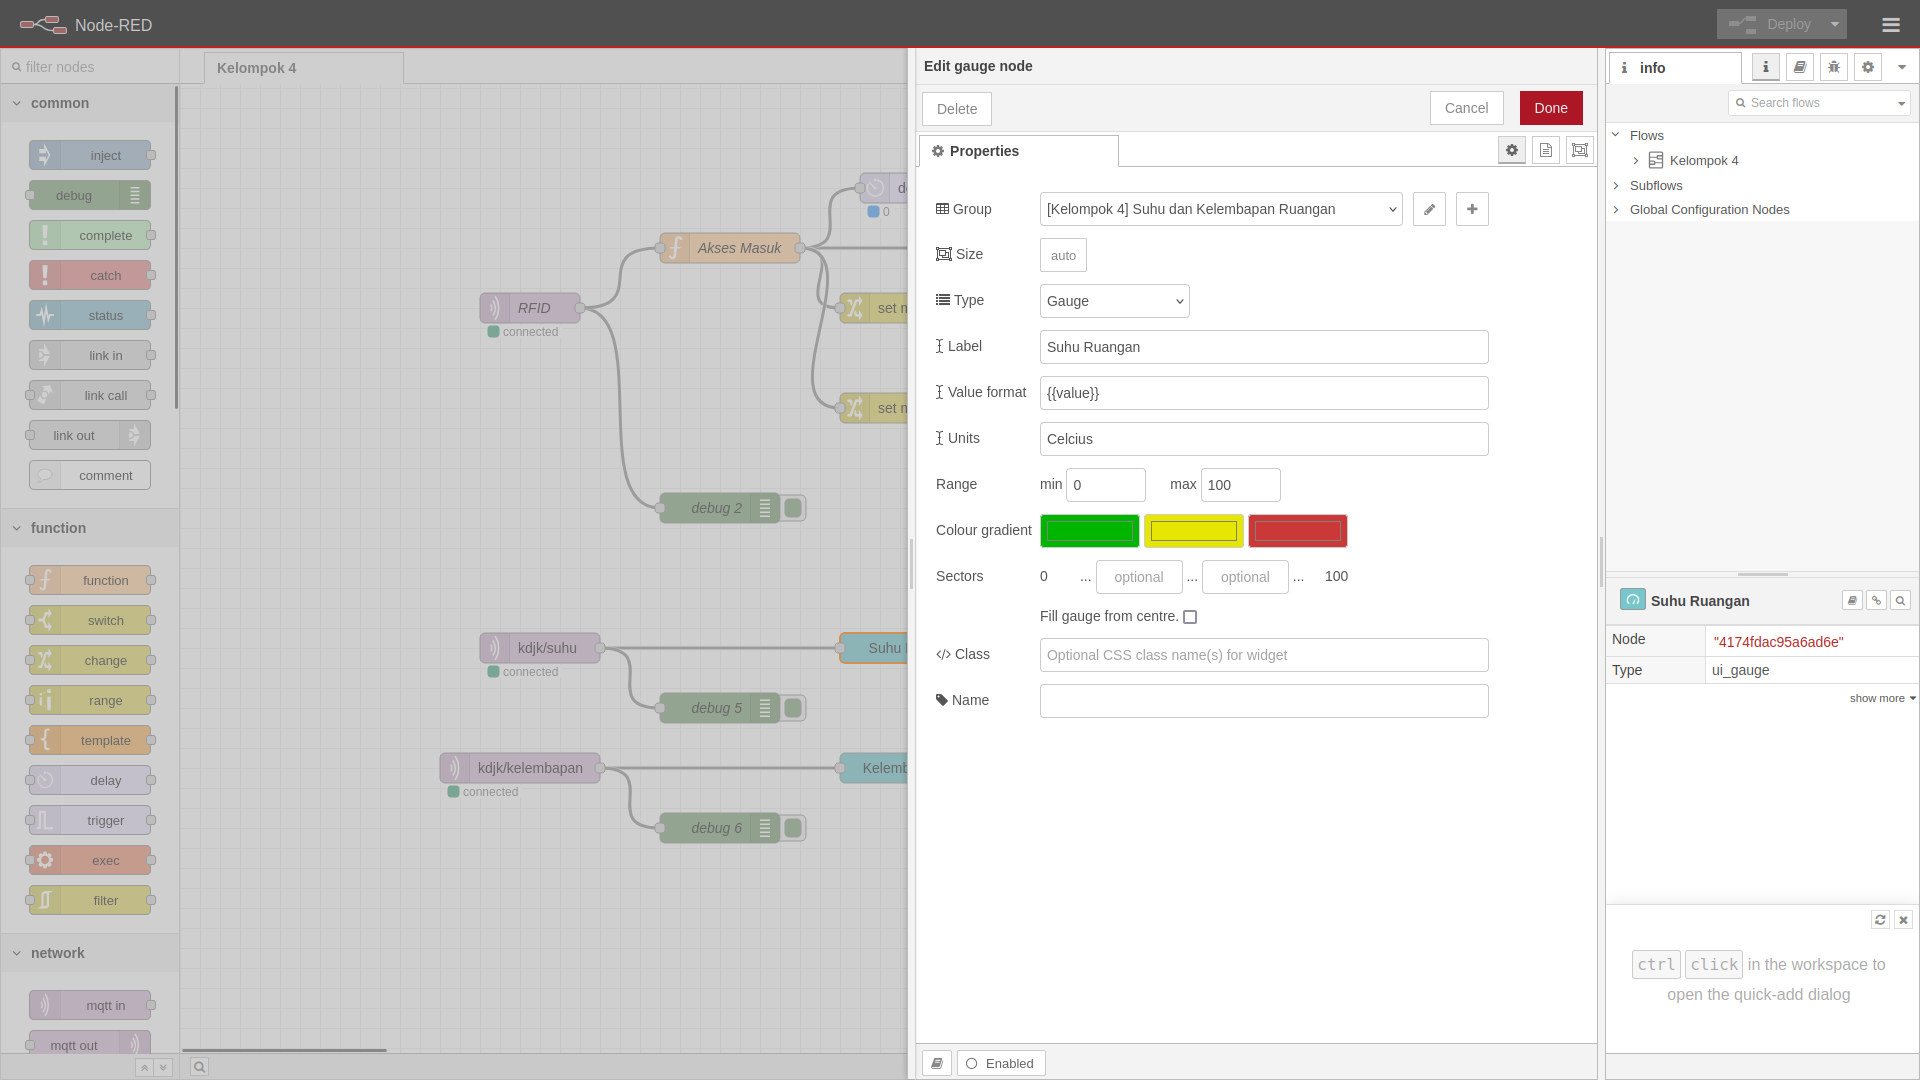 Node-RED
Deploy
filter nodes
common
inject
debug
complete
catch
status
link in
link call
link out
comment
function
function
switch
change
range
template
delay
trigger
exec
filter
network
mqtt in
mqtt out
Kelompok 4
0
Akses Masuk
RFID
connected
set
set
debug 2
kdjk/suhu
connected
Suhu
debug 5
kdjk/kelembapan
connected
debug 6
Edit gauge node
Delete
Cancel
Done
Properties
Group
[Kelompok 4] Suhu dan Kelembapan Ruangan
Size
auto
Type
Gauge
Label
Suhu Ruangan
Value format
{{value}}
Units
Celcius
Range
min 0 max 100
Colour gradient
Sectors
0 ... optional ... optional ... 100
Fill gauge from centre.
</> Class
Optional CSS class name(s) for widget
Name
Enabled
info
Search flows
Flows
Kelompok 4
Subflows
Global Configuration Nodes
Suhu Ruangan
Node "4174fdac95a6ad6e"
Type ui_gauge
show more
ctrl click in the workspace to
open the quick-add dialog